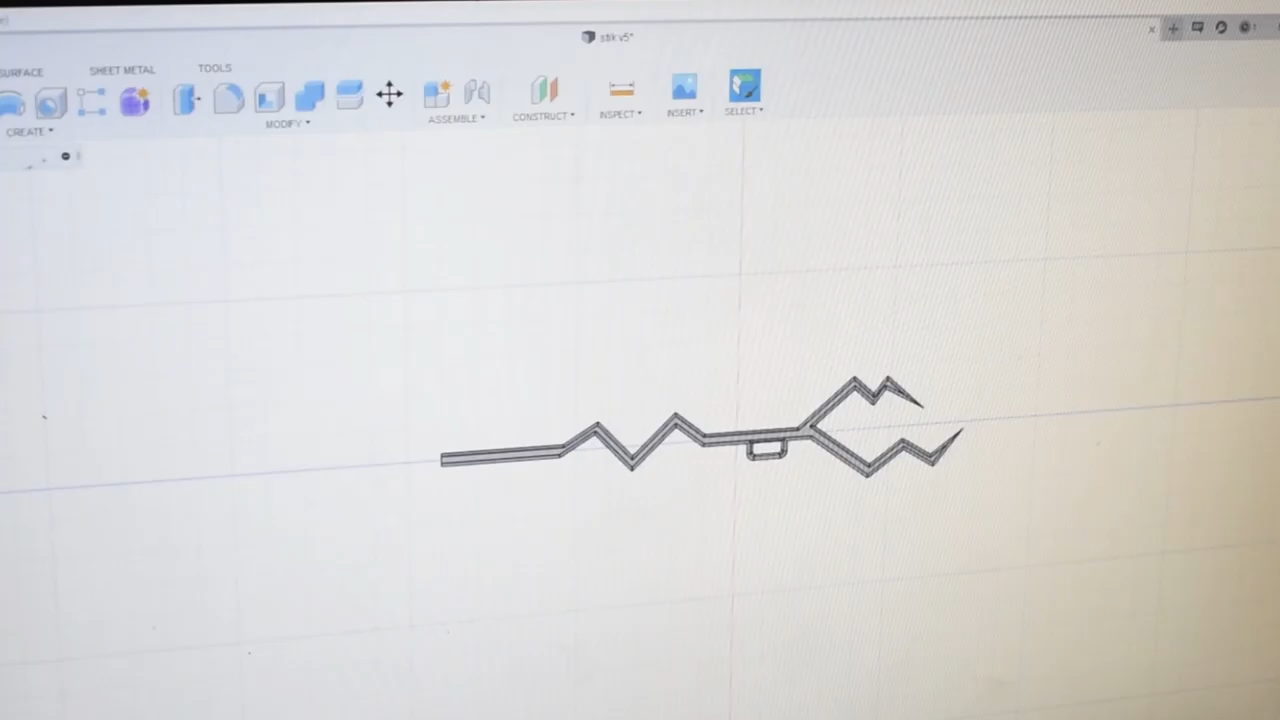 stik v5*
SURFACE SHEET METAL TOOLS
CREATE MODIFY ASSEMBLE CONSTRUCT INSPECT INSERT SELECT